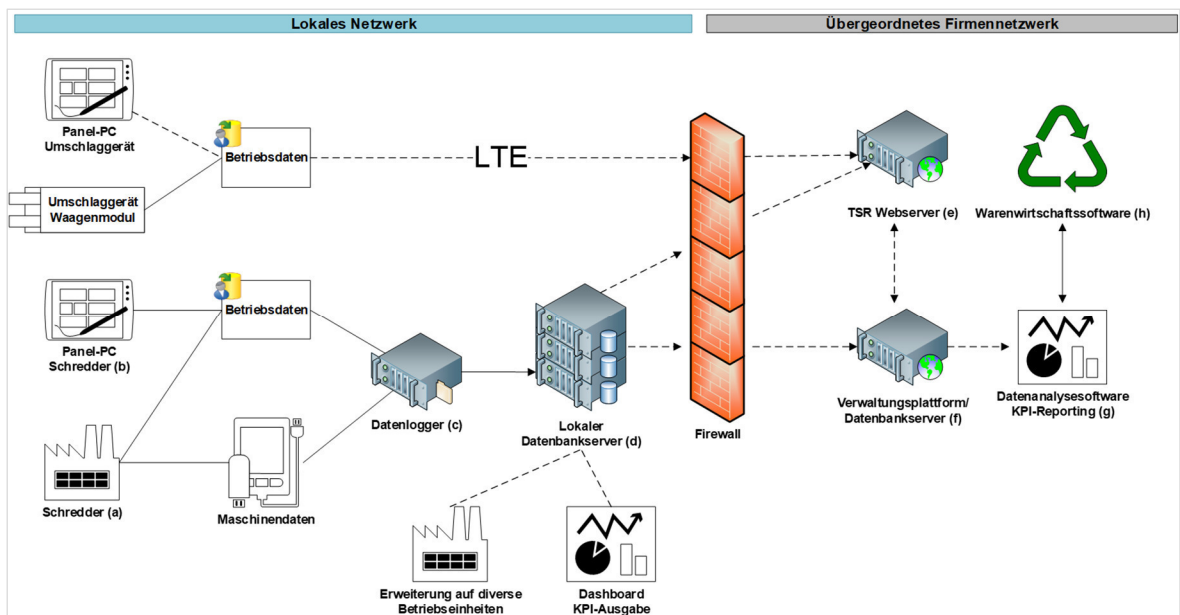 Lokales Netzwerk
Übergeordnetes Firmennetzwerk
Panel-PC
Umschlaggerät
Betriebsdaten
LTE
Umschlaggerät
Waagenmodul
TSR Webserver (e)
Warenwirtschaftssoftware (h)
Betriebsdaten
Panel-PC
Schredder (b)
Datenlogger (c)
Lokaler
Datenbankserver (d)
Firewall
Verwaltungsplattform/
Datenbankserver (f)
Datenanalysesoftware
KPI-Reporting (g)
Schredder (a)
Maschinendaten
Erweiterung auf diverse
Betriebseinheiten
Dashboard
KPI-Ausgabe